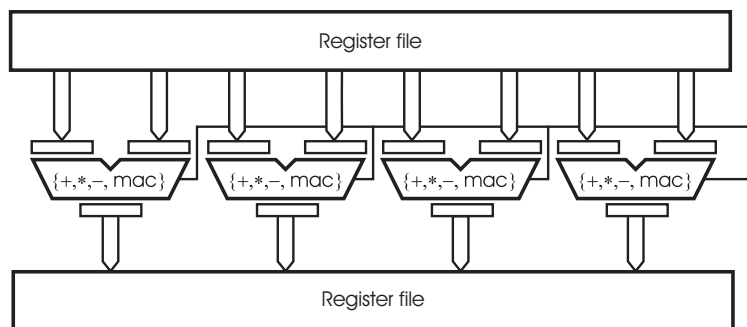 Register file
{+,*,–, mac} {+,*,–, mac} {+,*,–, mac} {+,*,–, mac}
Register file